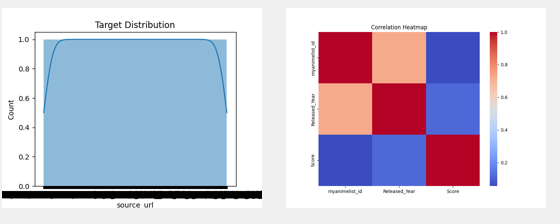 Target Distribution
1.0
0.8
0.6
0.4
0.2
0.0
Count
source_url
Correlation Heatmap
myanimelist_id
Released_Year
Score
myanimelist_id Released_Year Score
1.0
0.8
0.6
0.4
0.2